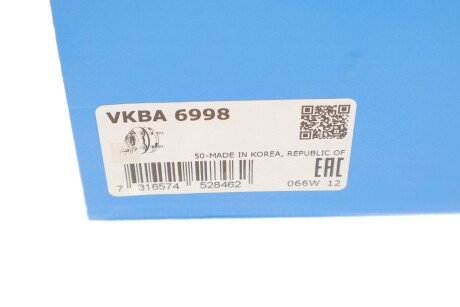 VKBA 6998
50-MADE IN KOREA, REPUBLIC OF
EAC
7 316574 528462
066W 12